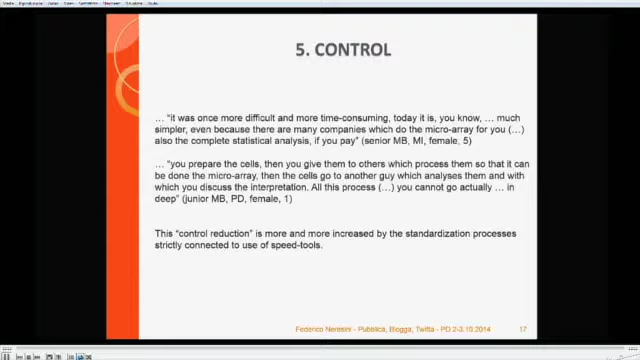 5. CONTROL
… "it was once more difficult and more time-consuming, today it is, you know, … much
simpler, even because there are many companies which do the micro-array for you (…)
also the complete statistical analysis, if you pay" (senior MB, MI, female, 5)
… "you prepare the cells, then you give them to others which process them so that it can
be done the micro-array, then the cells go to another guy which analyses them and with
which you discuss the interpretation. All this process (…) you cannot go actually … in
deep" (junior MB, PD, female, 1)
This "control reduction" is more and more increased by the standardization processes
strictly connected to use of speed-tools.
Federico Neresini - Pubblica, Blogga, Twitta - PD 2-3.10.2014 17